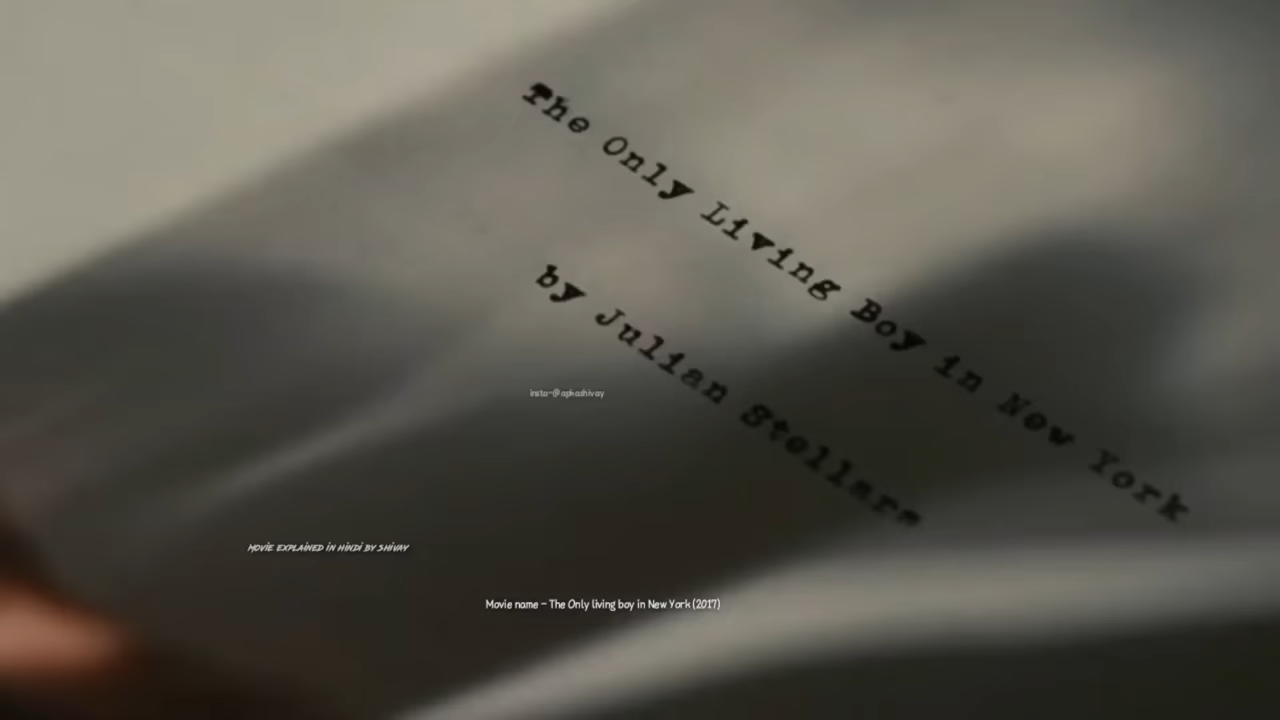 The Only Living Boy in New York
by Julian Stellars
insta-@apkashivay
MOVIE EXPLAINED IN HINDI BY SHIVAY
Movie name - The Only living boy in New York (2017)